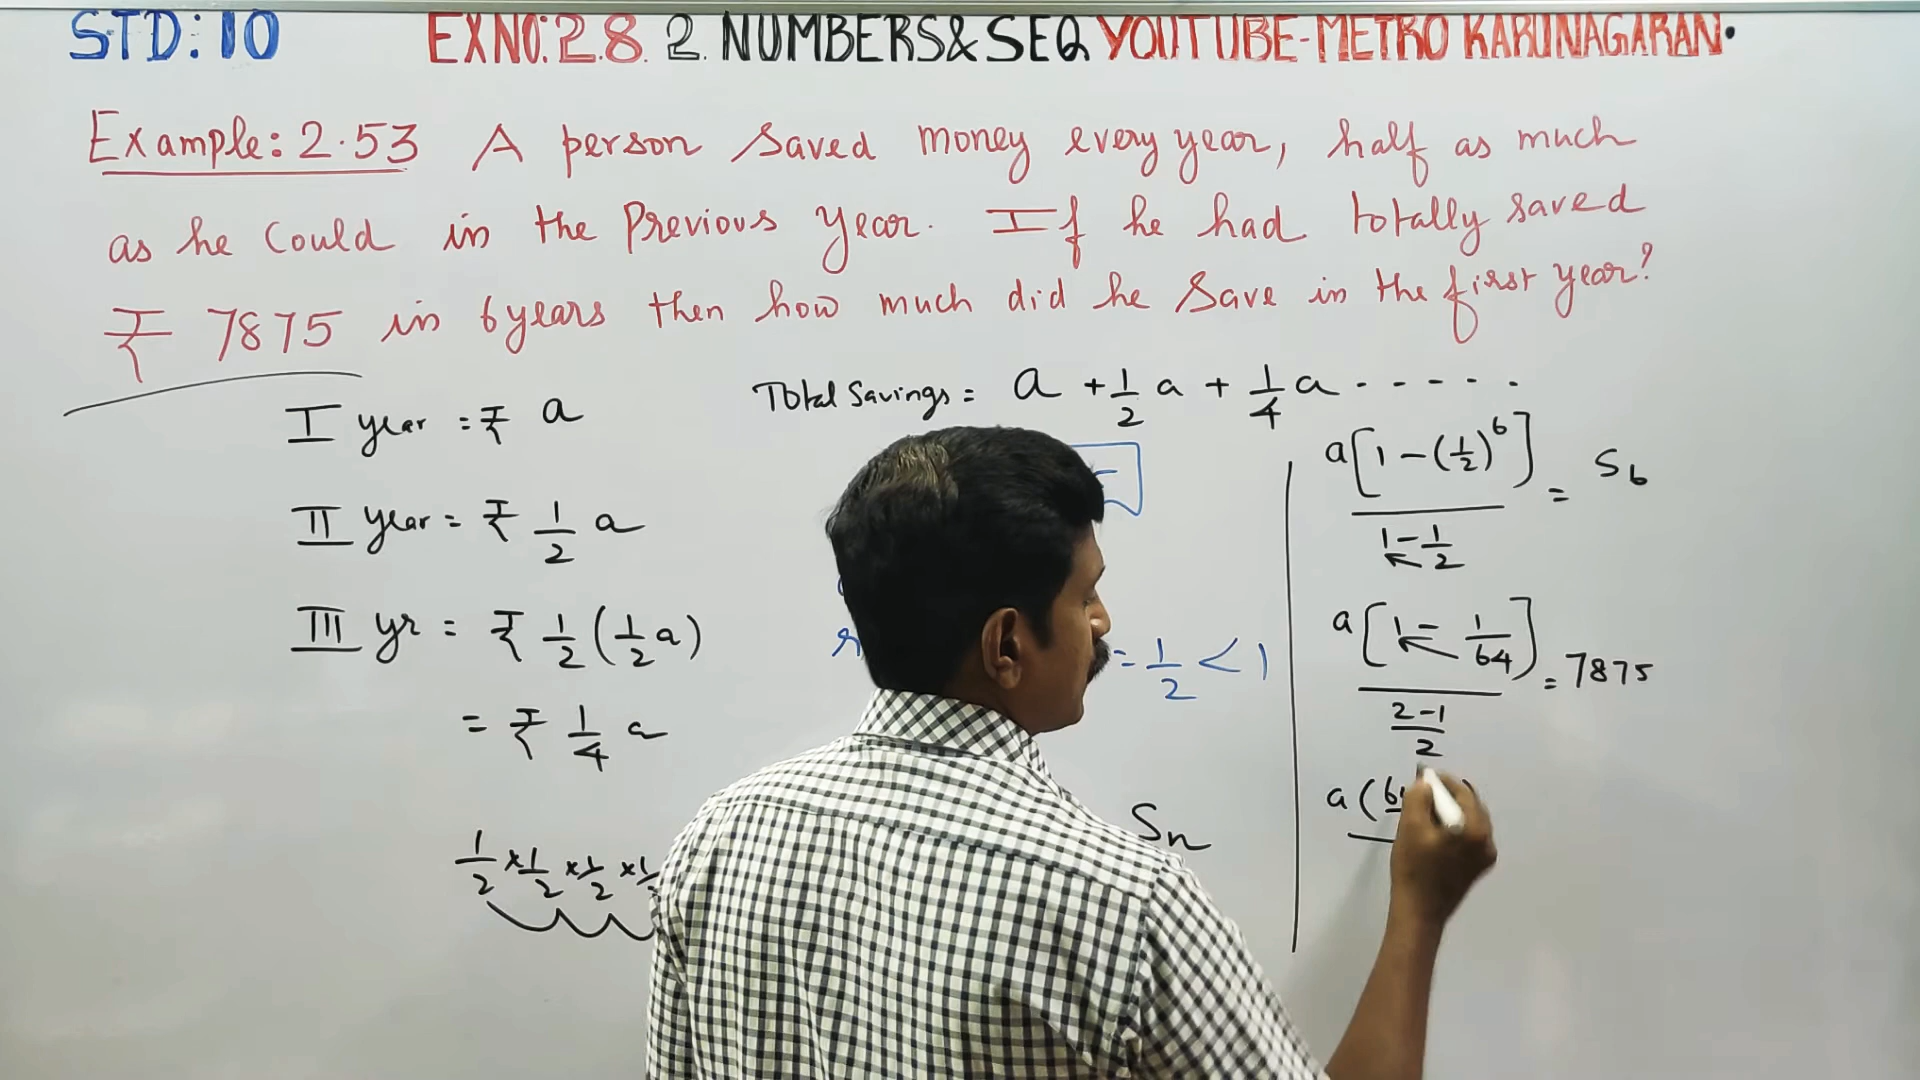 STD: 10 EXNO: 2.8. 2. NUMBERS & SEQ YOUTUBE-METRO KARUNAGARAN.
Example: 2.53 A person saved money every year, half as much
as he could in the previous year. If he had totally saved
₹ 7875 in 6 years then how much did he save in the first year?
Total Savings = a + 1/2 a + 1/4 a ......
I year = ₹ a
II year = ₹ 1/2 a
III yr = ₹ 1/2 (1/2 a)
= ₹ 1/4 a
1/2 × 1/2 × 1/2 ×
= 1/2 < 1
Sn
a[1 - (1/2)^6] / (1 - 1/2) = S6
a[1 - 1/64] / ((2-1)/2) = 7875
a (